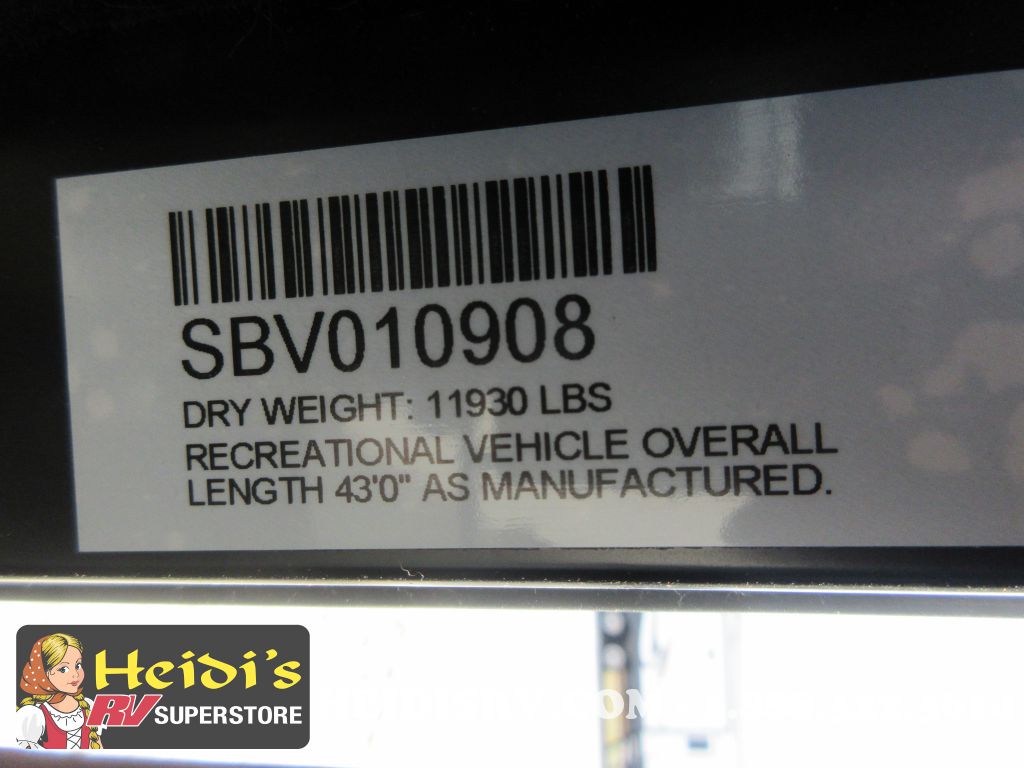 SBV010908
DRY WEIGHT: 11930 LBS
RECREATIONAL VEHICLE OVERALL
LENGTH 43'0" AS MANUFACTURED.
Heidi's
RV SUPERSTORE